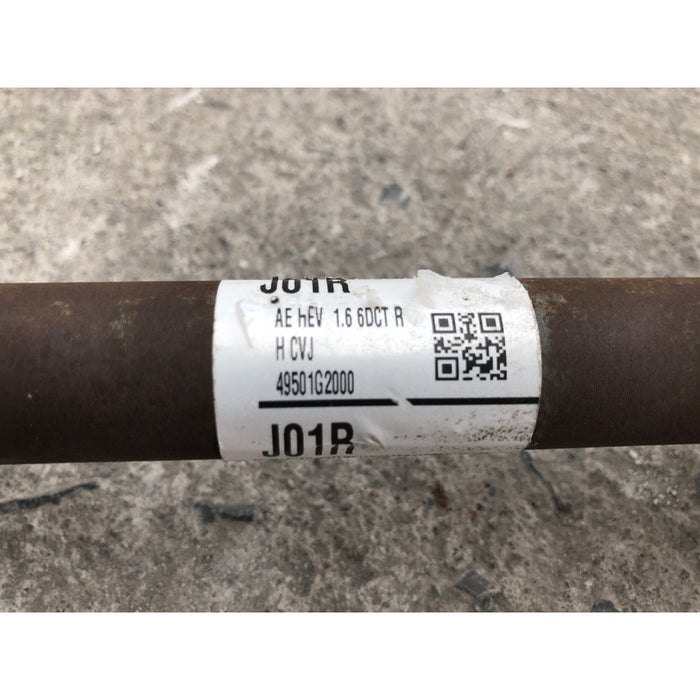 J01R
AE hEV 1.6 6DCT R
H CVJ
49501G2000
J01R